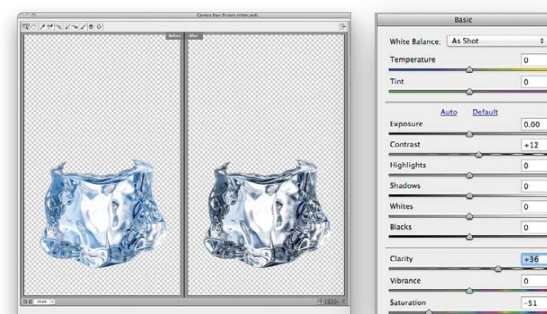 Basic
White Balance: As Shot
Temperature 0
Tint 0
Auto Default
Exposure 0.00
Contrast +12
Highlights 0
Shadows 0
Whites 0
Blacks 0
Clarity +36
Vibrance 0
Saturation -51